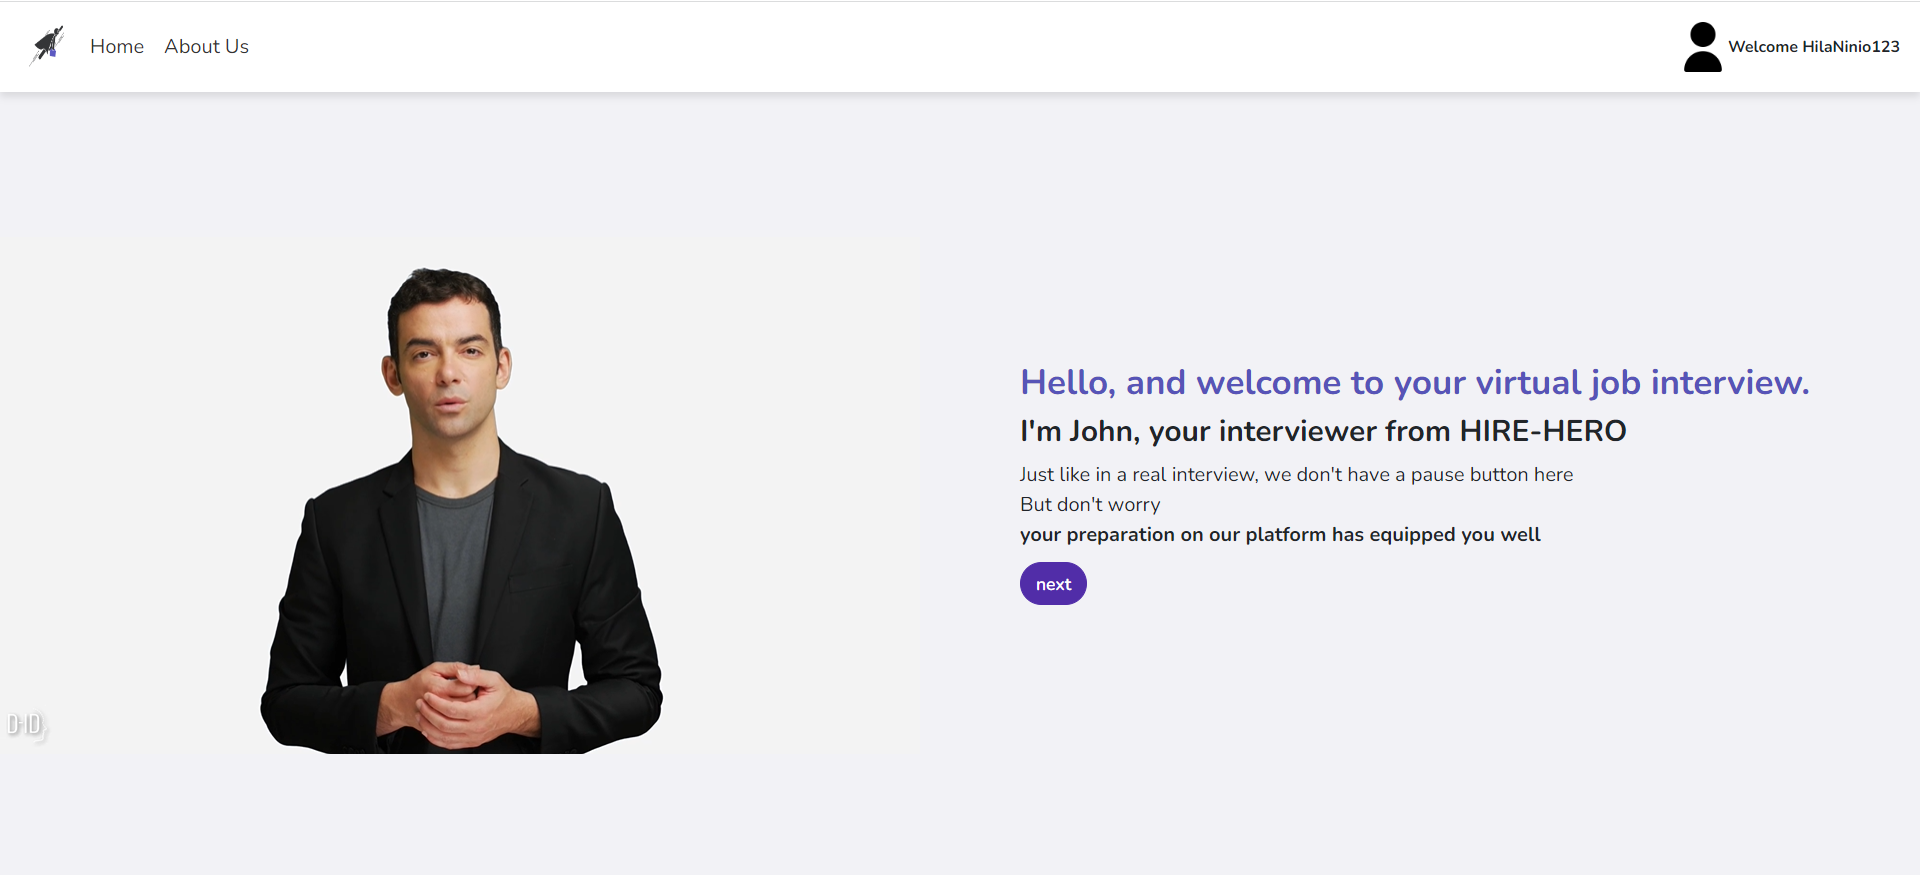 Home About Us
Welcome HilaNinio123
Hello, and welcome to your virtual job interview.
I'm John, your interviewer from HIRE-HERO
Just like in a real interview, we don't have a pause button here
But don't worry
your preparation on our platform has equipped you well
next
D-ID